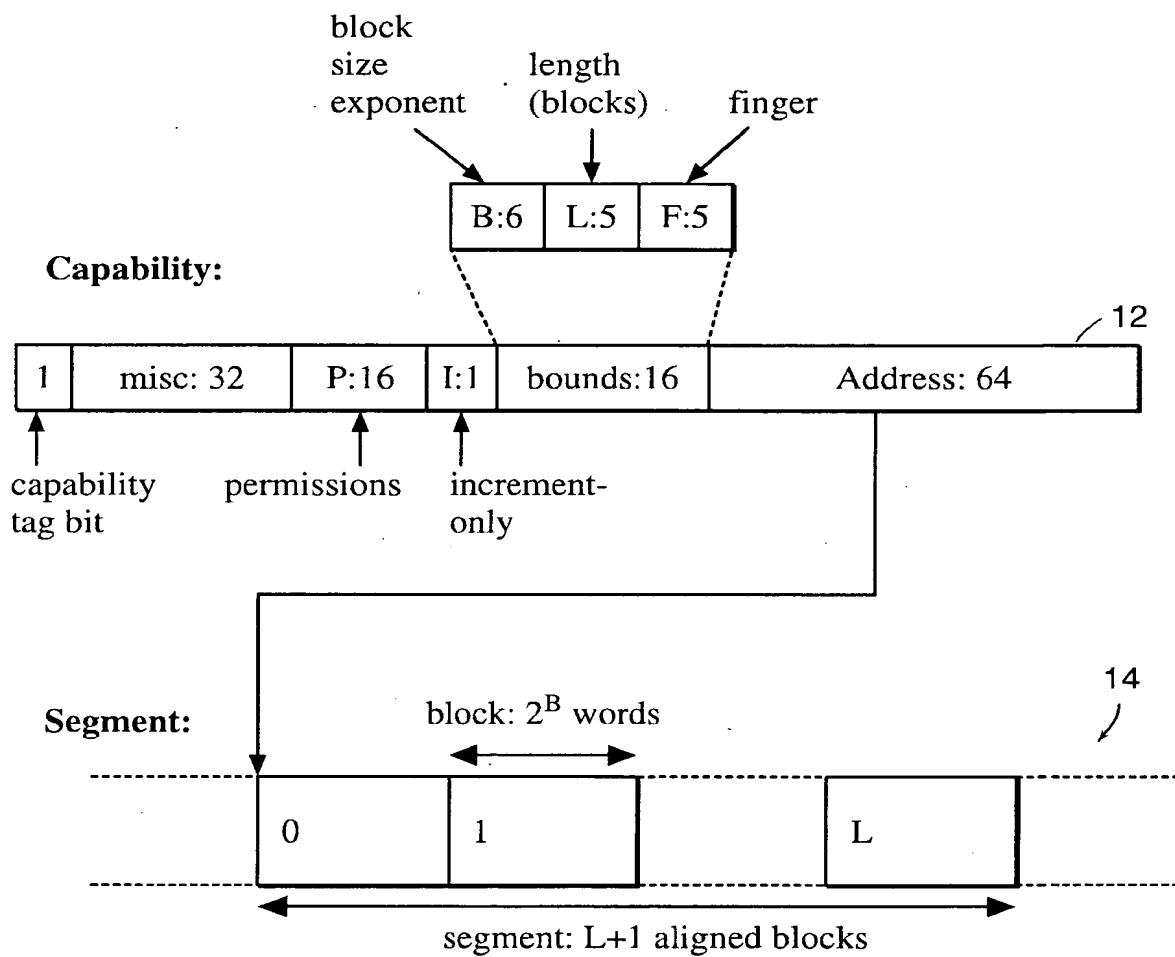 block
size
exponent
length
(blocks)
finger
B:6 L:5 F:5
Capability:
12
1 misc: 32 P:16 I:1 bounds:16 Address: 64
capability
tag bit
permissions
increment-
only
14
Segment:
block: 2^B words
0 1 L
segment: L+1 aligned blocks